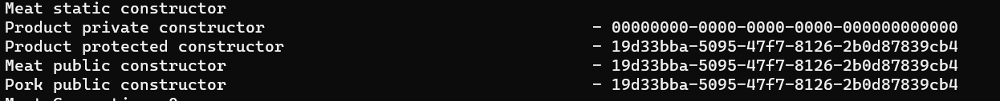 Meat static constructor
Product private constructor - 00000000-0000-0000-0000-000000000000
Product protected constructor - 19d33bba-5095-47f7-8126-2b0d87839cb4
Meat public constructor - 19d33bba-5095-47f7-8126-2b0d87839cb4
Pork public constructor - 19d33bba-5095-47f7-8126-2b0d87839cb4